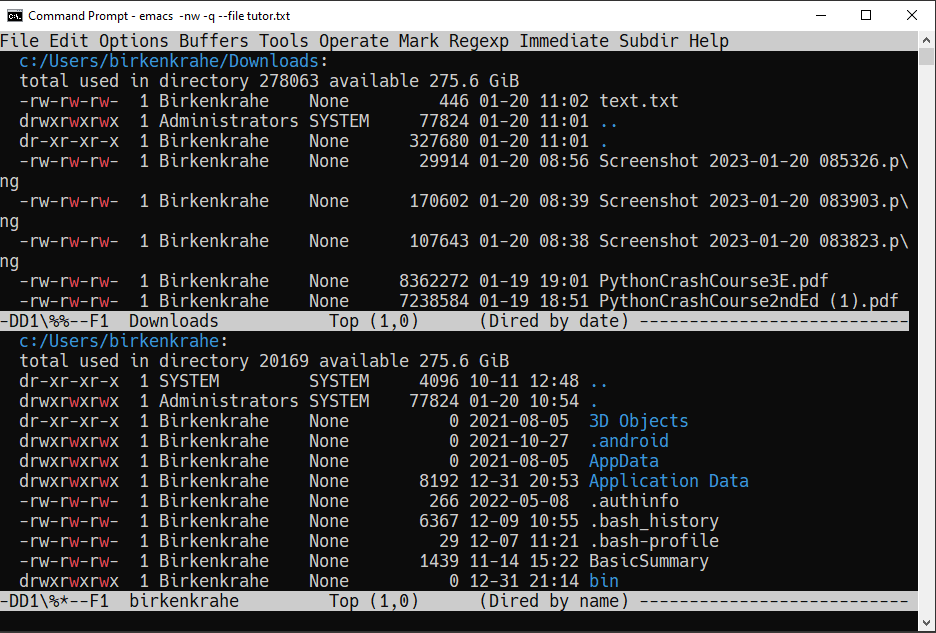 Command Prompt - emacs -nw -q --file tutor.txt
File Edit Options Buffers Tools Operate Mark Regexp Immediate Subdir Help
c:/Users/birkenkrahe/Downloads:
total used in directory 278063 available 275.6 GiB
-rw-rw-rw- 1 Birkenkrahe None 446 01-20 11:02 text.txt
drwxrwxrwx 1 Administrators SYSTEM 77824 01-20 11:01 ..
dr-xr-xr-x 1 Birkenkrahe None 327680 01-20 11:01 .
-rw-rw-rw- 1 Birkenkrahe None 29914 01-20 08:56 Screenshot 2023-01-20 085326.p\
ng
-rw-rw-rw- 1 Birkenkrahe None 170602 01-20 08:39 Screenshot 2023-01-20 083903.p\
ng
-rw-rw-rw- 1 Birkenkrahe None 107643 01-20 08:38 Screenshot 2023-01-20 083823.p\
ng
-rw-rw-rw- 1 Birkenkrahe None 8362272 01-19 19:01 PythonCrashCourse3E.pdf
-rw-rw-rw- 1 Birkenkrahe None 7238584 01-19 18:51 PythonCrashCourse2ndEd (1).pdf
-DD1\%%--F1 Downloads Top (1,0) (Dired by date) ---------------------------
c:/Users/birkenkrahe:
total used in directory 20169 available 275.6 GiB
dr-xr-xr-x 1 SYSTEM SYSTEM 4096 10-11 12:48 ..
drwxrwxrwx 1 Administrators SYSTEM 77824 01-20 10:54 .
dr-xr-xr-x 1 Birkenkrahe None 0 2021-08-05 3D Objects
drwxrwxrwx 1 Birkenkrahe None 0 2021-10-27 .android
drwxrwxrwx 1 Birkenkrahe None 0 2021-08-05 AppData
drwxrwxrwx 1 Birkenkrahe None 8192 12-31 20:53 Application Data
-rw-rw-rw- 1 Birkenkrahe None 266 2022-05-08 .authinfo
-rw-rw-rw- 1 Birkenkrahe None 6367 12-09 10:55 .bash_history
-rw-rw-rw- 1 Birkenkrahe None 29 12-07 11:21 .bash-profile
-rw-rw-rw- 1 Birkenkrahe None 1439 11-14 15:22 BasicSummary
drwxrwxrwx 1 Birkenkrahe None 0 12-31 21:14 bin
-DD1\%*--F1 birkenkrahe Top (1,0) (Dired by name) ---------------------------